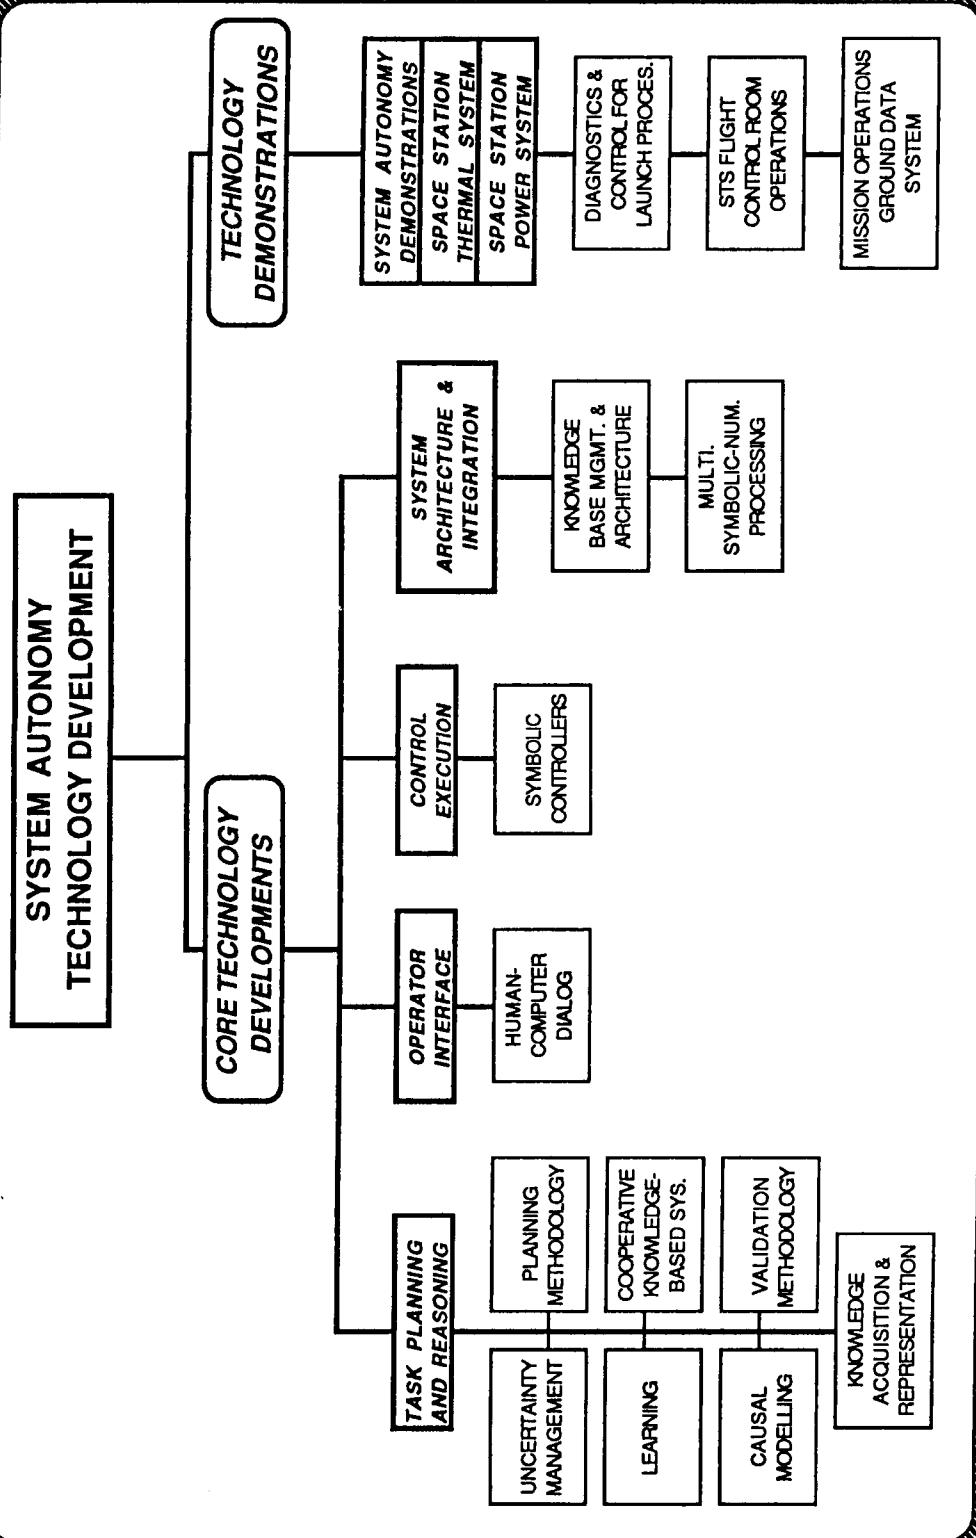 SYSTEM AUTONOMY
TECHNOLOGY DEVELOPMENT
CORE TECHNOLOGY
DEVELOPMENTS
TECHNOLOGY
DEMONSTRATIONS
TASK PLANNING
AND REASONING
OPERATOR
INTERFACE
CONTROL
EXECUTION
SYSTEM
ARCHITECTURE &
INTEGRATION
SYSTEM AUTONOMY
DEMONSTRATIONS
SPACE STATION
THERMAL SYSTEM
SPACE STATION
POWER SYSTEM
UNCERTAINTY
MANAGEMENT
PLANNING
METHODOLOGY
LEARNING
COOPERATIVE
KNOWLEDGE-
BASED SYS.
CAUSAL
MODELLING
VALIDATION
METHODOLOGY
KNOWLEDGE
ACQUISITION &
REPRESENTATION
HUMAN-
COMPUTER
DIALOG
SYMBOLIC
CONTROLLERS
KNOWLEDGE
BASE MGMT. &
ARCHITECTURE
MULTI.
SYMBOLIC-NUM.
PROCESSING
DIAGNOSTICS &
CONTROL FOR
LAUNCH PROCES.
STS FLIGHT
CONTROL ROOM
OPERATIONS
MISSION OPERATIONS
GROUND DATA
SYSTEM